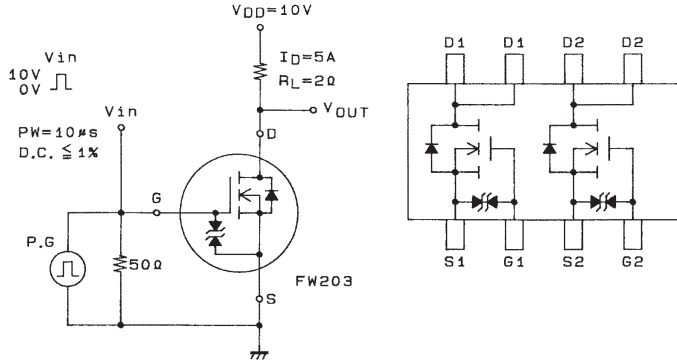 VDD=10V
Vin
10V
0V
ID=5A
RL=2Ω
Vin
VOUT
PW=10μs
D.C.≦1%
D
G
P.G
50Ω
FW203
S
D1 D1 D2 D2
S1 G1 S2 G2